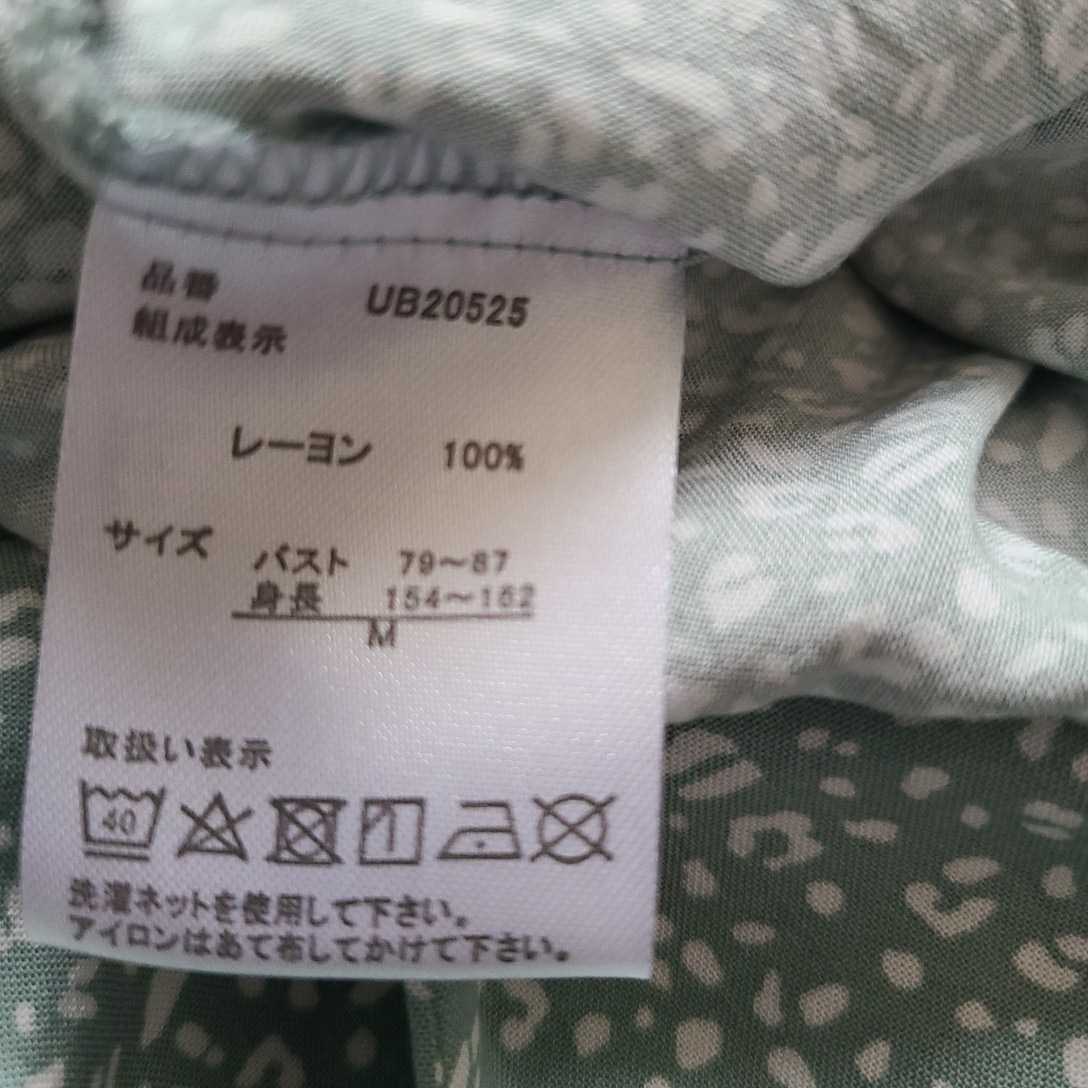 品番 UB20525
組成表示
レーヨン 100%
サイズ
バスト 79〜87
身長 154〜162
M
取扱い表示
40
洗濯ネットを使用して下さい。
アイロンはあて布してかけて下さい。